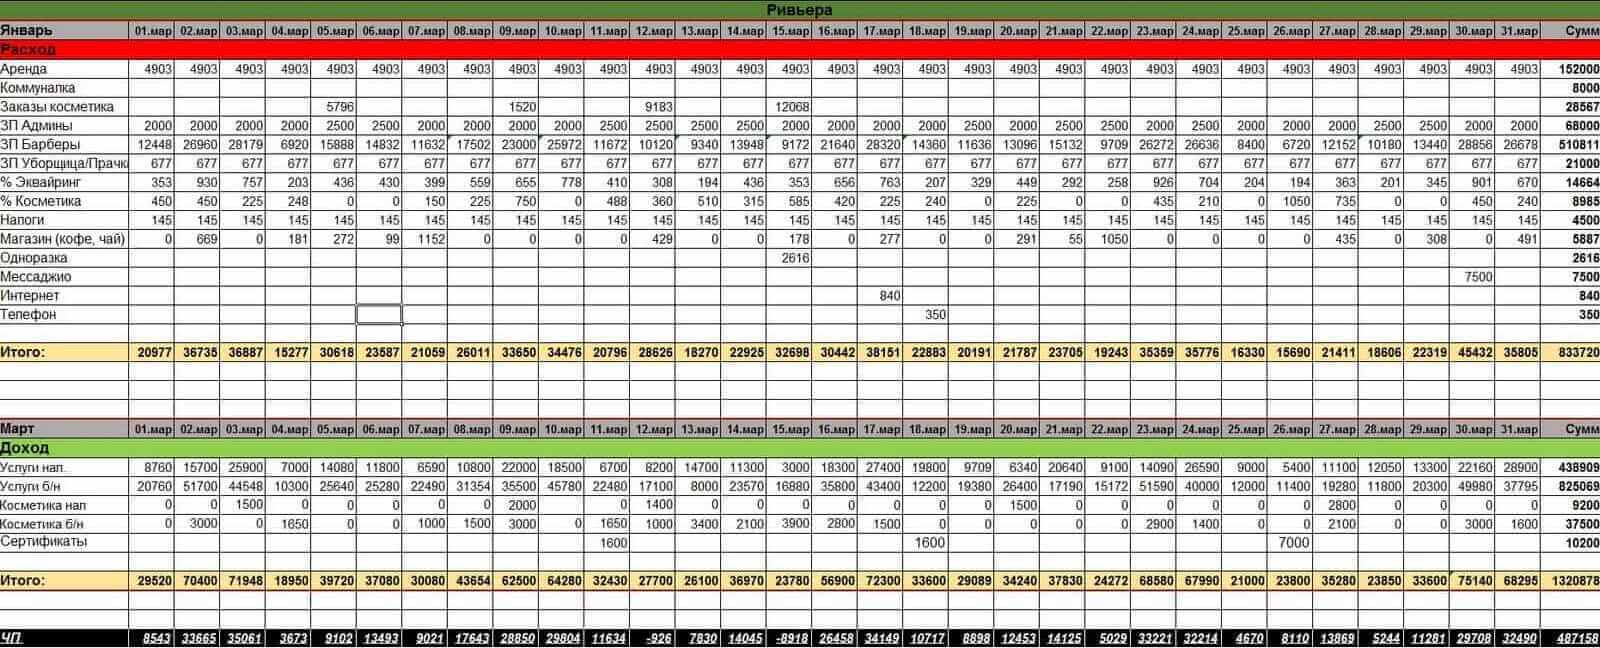 Ривьера
Январь 01.мар 02.мар 03.мар 04.мар 05.мар 06.мар 07.мар 08.мар 09.мар 10.мар 11.мар 12.мар 13.мар 14.мар 15.мар 16.мар 17.мар 18.мар 19.мар 20.мар 21.мар 22.мар 23.мар 24.мар 25.мар 26.мар 27.мар 28.мар 29.мар 30.мар 31.мар Сумм
Расход
Аренда 4903 4903 4903 4903 4903 4903 4903 4903 4903 4903 4903 4903 4903 4903 4903 4903 4903 4903 4903 4903 4903 4903 4903 4903 4903 4903 4903 4903 4903 4903 4903 152000
Коммуналка 8000
Заказы косметика 5796 1520 9183 12068 28567
ЗП Админы 2000 2000 2000 2000 2500 2500 2000 2000 2000 2000 2000 2500 2500 2500 2000 2000 2000 2000 2000 2000 2500 2500 2000 2000 2000 2000 2000 2500 2500 2000 2000 68000
ЗП Барберы 12448 26960 28179 6920 15888 14832 11632 17502 23000 25972 11672 10120 9340 13948 9172 21640 28320 14360 11636 13096 15132 9709 26272 26636 8400 6720 12152 10180 13440 28856 26678 510811
ЗП Уборщица/Прачк 677 677 677 677 677 677 677 677 677 677 677 677 677 677 677 677 677 677 677 677 677 677 677 677 677 677 677 677 677 677 677 21000
% Эквайринг 353 930 757 203 436 430 399 559 655 778 410 308 194 436 353 656 763 207 329 449 292 258 926 704 204 194 363 201 345 901 670 14664
% Косметика 450 450 225 248 0 0 150 225 750 0 488 360 510 315 585 420 225 240 0 225 0 0 435 210 0 1050 735 0 0 450 240 8985
Налоги 145 145 145 145 145 145 145 145 145 145 145 145 145 145 145 145 145 145 145 145 145 145 145 145 145 145 145 145 145 145 145 4500
Магазин (кофе, чай) 0 669 0 181 272 99 1152 0 0 0 0 429 0 0 178 0 277 0 0 291 55 1050 0 0 0 0 435 0 308 0 491 5887
Одноразка 2616 2616
Мессаджио 7500 7500
Интернет 840 840
Телефон 350 350
Итого: 20977 36735 36887 15277 30618 23587 21059 26011 33650 34476 20796 28626 18270 22925 32698 30442 38151 22883 20191 21787 23705 19243 35359 35776 16330 15690 21411 18606 22319 45432 35805 833720
Март 01.мар 02.мар 03.мар 04.мар 05.мар 06.мар 07.мар 08.мар 09.мар 10.мар 11.мар 12.мар 13.мар 14.мар 15.мар 16.мар 17.мар 18.мар 19.мар 20.мар 21.мар 22.мар 23.мар 24.мар 25.мар 26.мар 27.мар 28.мар 29.мар 30.мар 31.мар Сумм
Доход
Услуги нал. 8760 15700 25900 7000 14080 11800 6590 10800 22000 18500 6700 8200 14700 11300 3000 18300 27400 19800 9709 6340 20640 9100 14090 26590 9000 5400 11100 12050 13300 22160 28900 438909
Услуги б/н 20760 51700 44548 10300 25640 25280 22490 31354 35500 45780 22480 17100 8000 23570 16880 35800 43400 12200 19380 26400 17190 15172 51590 40000 12000 11400 19280 11800 20300 49980 37795 825069
Косметика нал 0 0 1500 0 0 0 0 0 2000 0 0 1400 0 0 0 0 0 0 0 1500 0 0 0 0 0 0 2800 0 0 0 0 9200
Косметика б/н 0 3000 0 1650 0 0 1000 1500 3000 0 1650 1000 3400 2100 3900 2800 1500 0 0 0 0 0 2900 1400 0 0 2100 0 0 3000 1600 37500
Сертификаты 1600 1600 7000 10200
Итого: 29520 70400 71948 18950 39720 37080 30080 43654 62500 64280 32430 27700 26100 36970 23780 56900 72300 33600 29089 34240 37830 24272 68580 67990 21000 23800 35280 23850 33600 75140 68295 1320878
ЧП 8543 33665 35061 3673 9102 13493 9021 17643 28850 29804 11634 -926 7830 14045 -8918 26458 34149 10717 8898 12453 14125 5029 33221 32214 4670 8110 13869 5244 11281 29708 32490 487158